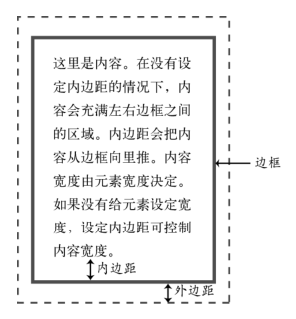 这里是内容。在没有设
定内边距的情况下，内
容会充满左右边框之间
的区域。内边距会把内
容从边框向里推。内容
宽度由元素宽度决定。
如果没有给元素设定宽
度，设定内边距可控制
内容宽度。
边框
内边距
外边距